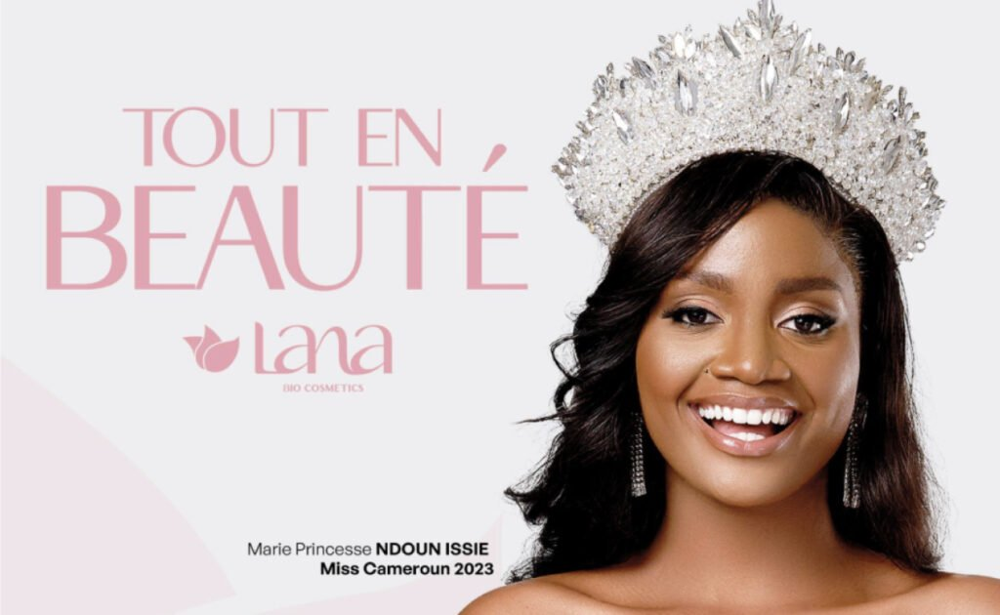 TOUT EN
BEAUTÉ
Lana
BIO COSMETICS
Marie Princesse NDOUN ISSIE
Miss Cameroun 2023